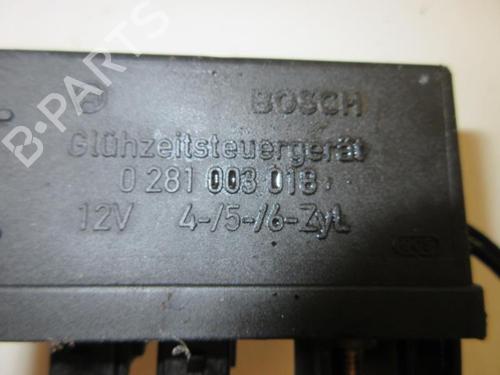 BOSCH
Glühzeitsteuergerät
0 281 003 018
12V 4-/5-/6-Zyl.
B-PARTS